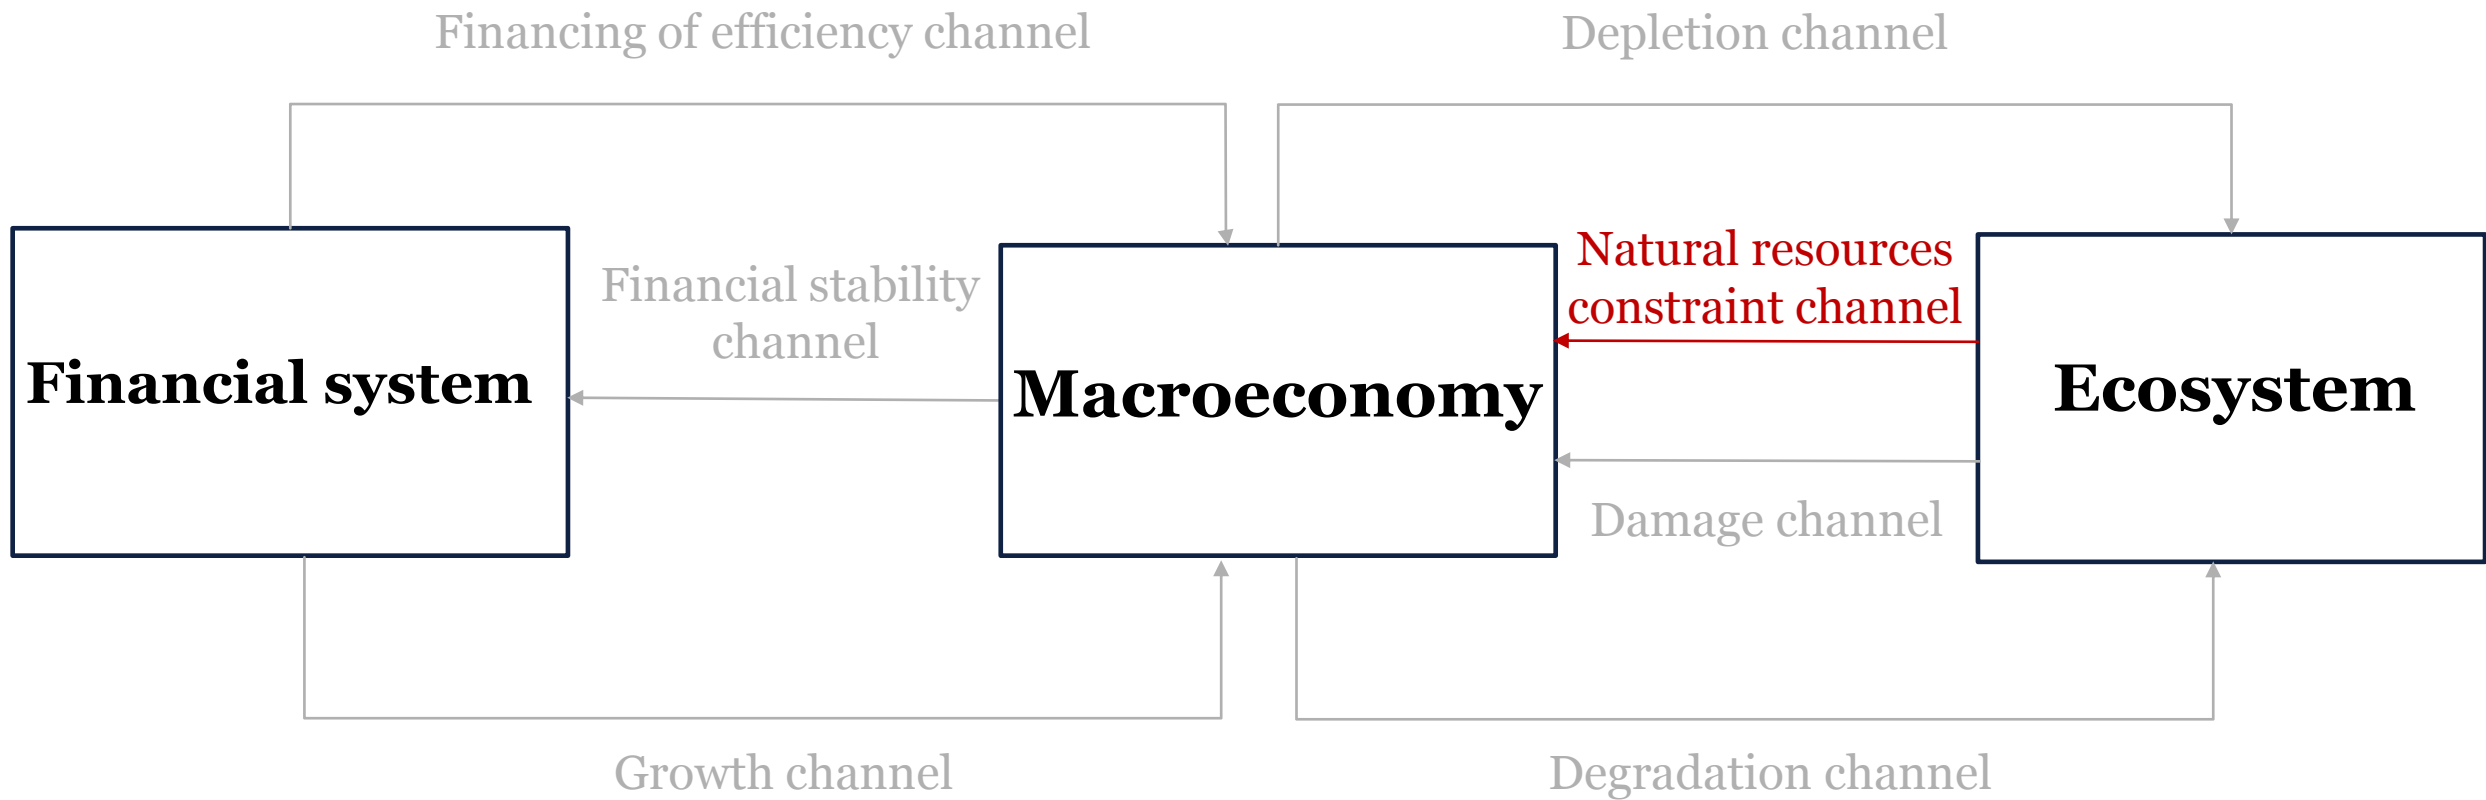 Financing of efficiency channel
Depletion channel
Natural resources
constraint channel
Financial stability
channel
Financial system
Macroeconomy
Ecosystem
Damage channel
Growth channel
Degradation channel